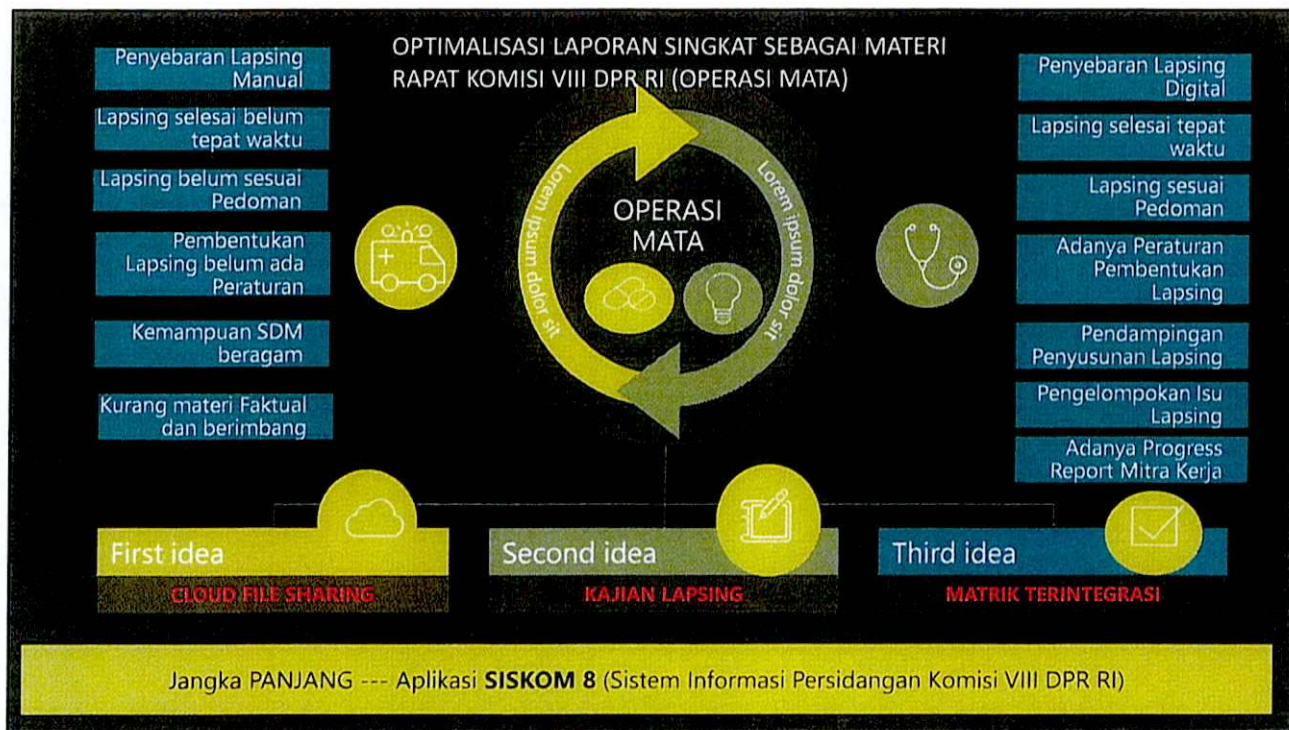 OPTIMALISASI LAPORAN SINGKAT SEBAGAI MATERI
RAPAT KOMISI VIII DPR RI (OPERASI MATA)
Penyebaran Lapsing
Manual
Lapsing selesai belum
tepat waktu
Lapsing belum sesuai
Pedoman
Pembentukan
Lapsing belum ada
Peraturan
Kemampuan SDM
beragam
Kurang materi Faktual
dan berimbang
Lorem ipsum dolor sit
OPERASI
MATA
Lorem ipsum dolor sit
Penyebaran Lapsing
Digital
Lapsing selesai tepat
waktu
Lapsing sesuai
Pedoman
Adanya Peraturan
Pembentukan
Lapsing
Pendampingan
Penyusunan Lapsing
Pengelompokan Isu
Lapsing
Adanya Progress
Report Mitra Kerja
First idea
CLOUD FILE SHARING
Second idea
KAJIAN LAPSING
Third idea
MATRIK TERINTEGRASI
Jangka PANJANG --- Aplikasi SISKOM 8 (Sistem Informasi Persidangan Komisi VIII DPR RI)